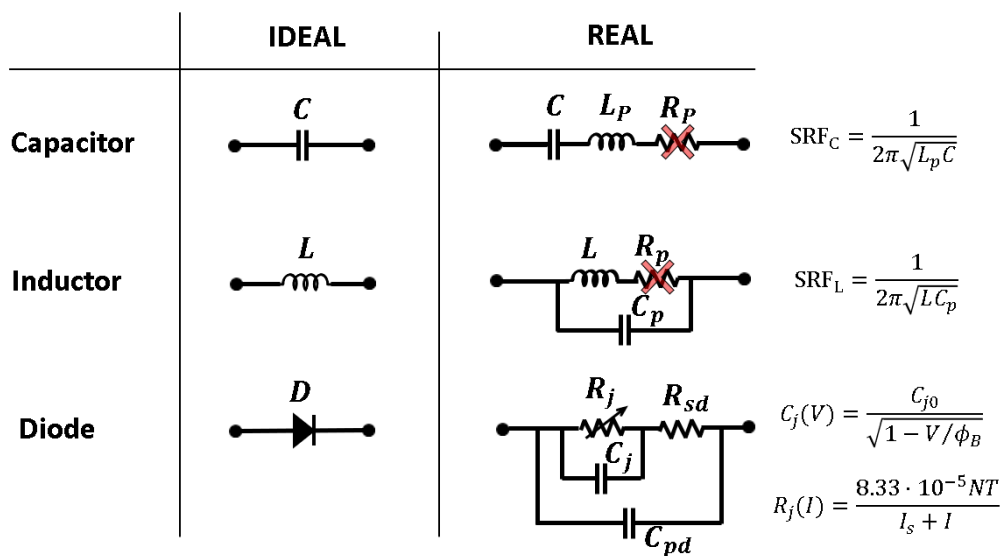 IDEAL REAL
Capacitor C C L_P R_P SRF_C = 1 / (2π√(L_p C))
Inductor L L R_p C_p SRF_L = 1 / (2π√(L C_p))
Diode D R_j R_sd C_j C_pd C_j(V) = C_j0 / √(1 − V/ϕ_B)
R_j(I) = 8.33 · 10^−5 NT / (I_s + I)